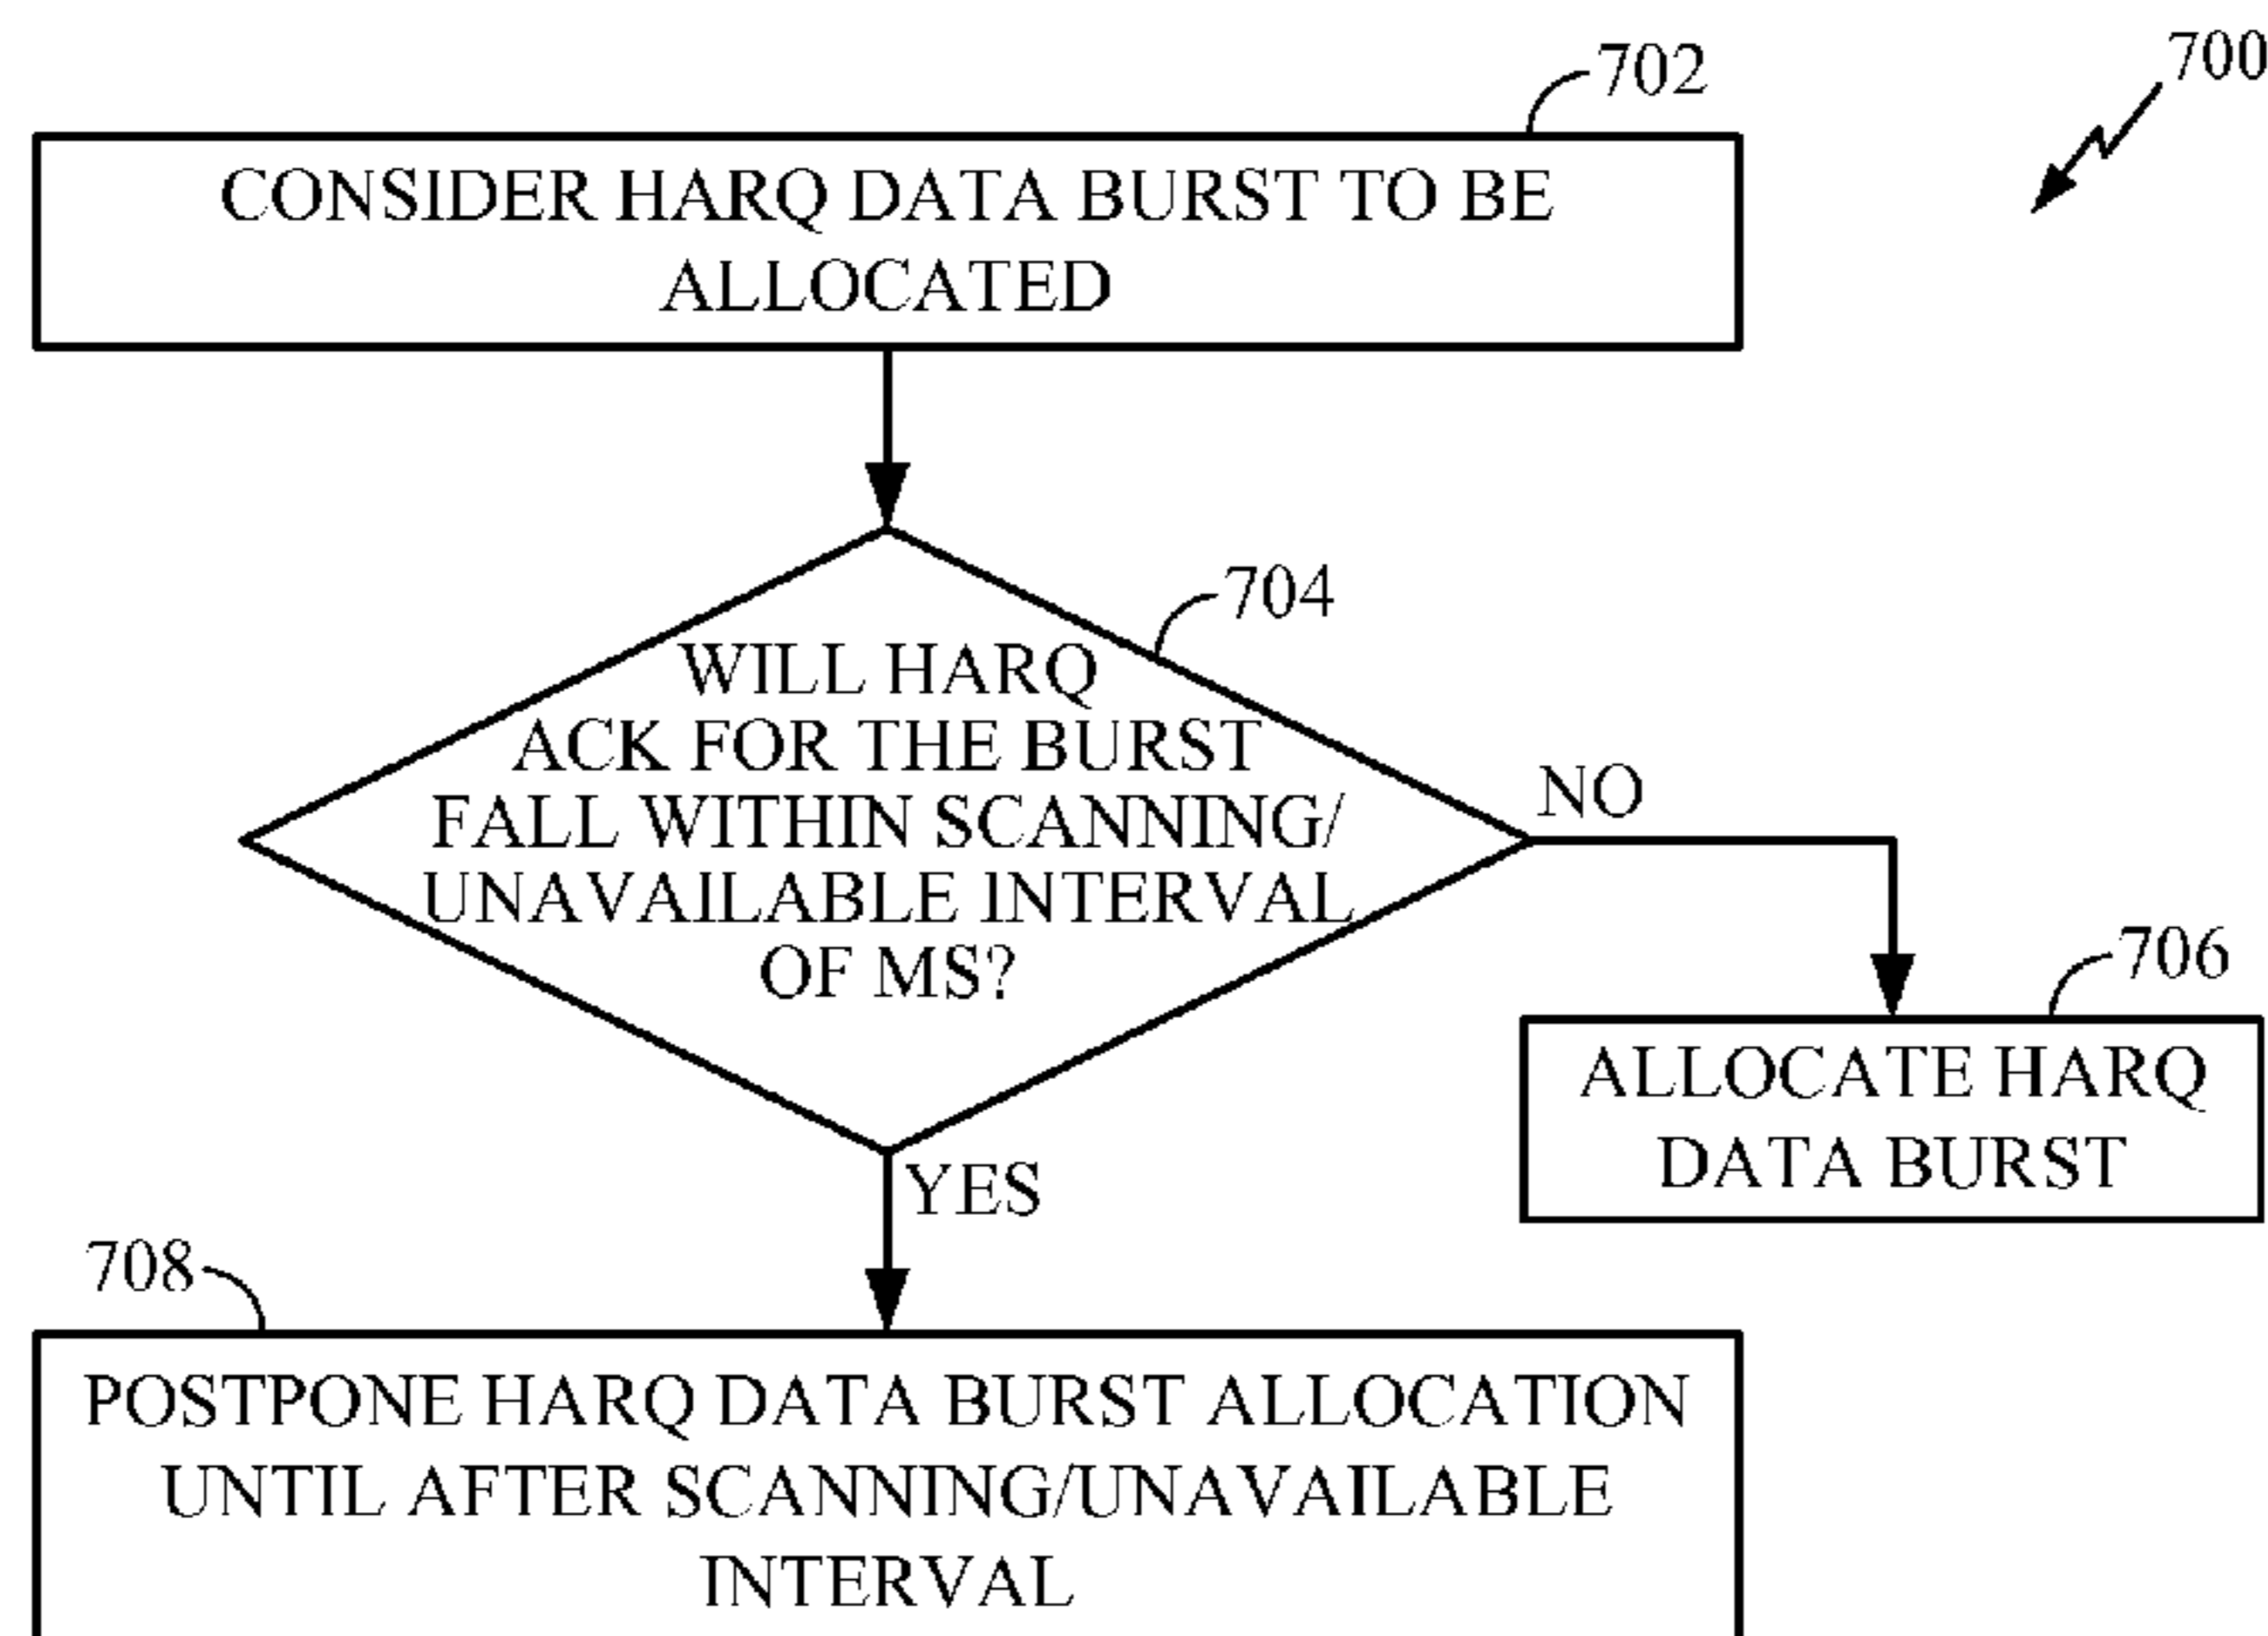 700
702
CONSIDER HARQ DATA BURST TO BE
ALLOCATED
704
WILL HARQ
ACK FOR THE BURST
FALL WITHIN SCANNING/
UNAVAILABLE INTERVAL
OF MS?
NO
706
ALLOCATE HARQ
DATA BURST
YES
708
POSTPONE HARQ DATA BURST ALLOCATION
UNTIL AFTER SCANNING/UNAVAILABLE
INTERVAL